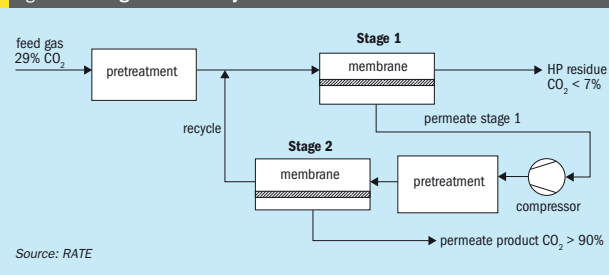 feed gas
29% CO2
pretreatment
Stage 1
membrane
HP residue
CO2 < 7%
permeate stage 1
recycle
Stage 2
membrane
pretreatment
compressor
permeate product CO2 > 90%
Source: RATE